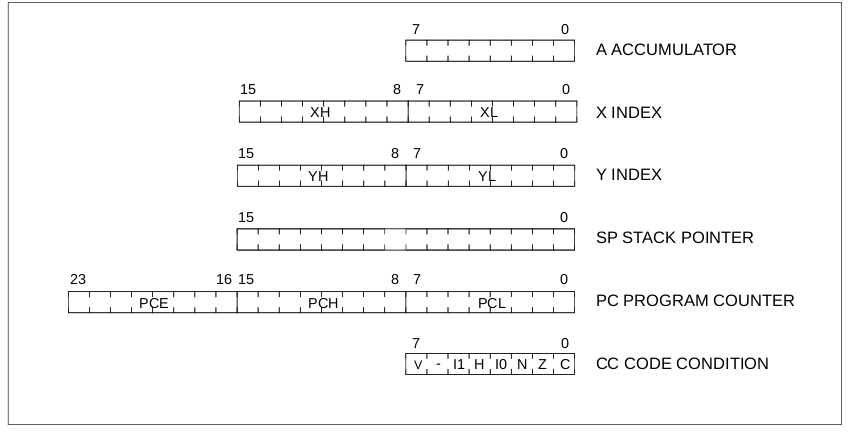 7 0
A ACCUMULATOR
15 8 7 0
XH XL X INDEX
15 8 7 0
YH YL Y INDEX
15 0
SP STACK POINTER
23 16 15 8 7 0
PCE PCH PCL PC PROGRAM COUNTER
7 0
V - I1 H I0 N Z C CC CODE CONDITION